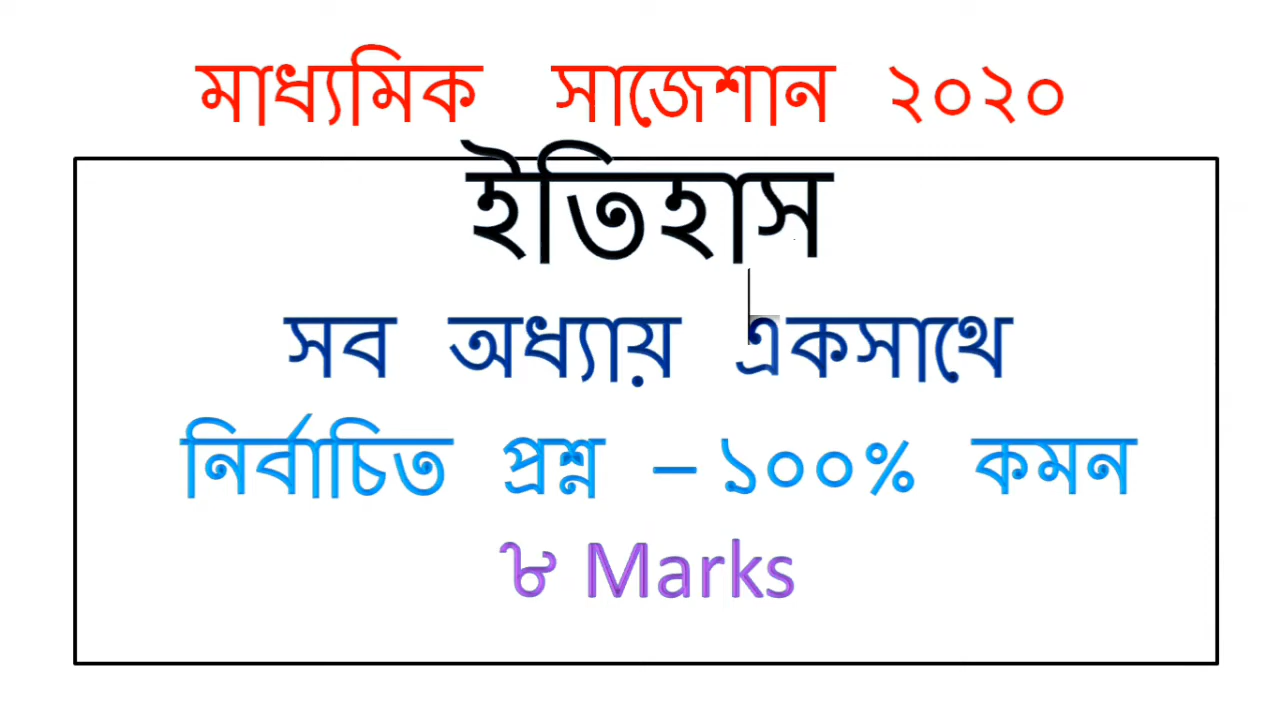 মাধ্যমিক সাজেশান ২০২০
ইতিহাস
সব অধ্যায় একসাথে
নির্বাচিত প্রশ্ন – ১০০% কমন
৮ Marks